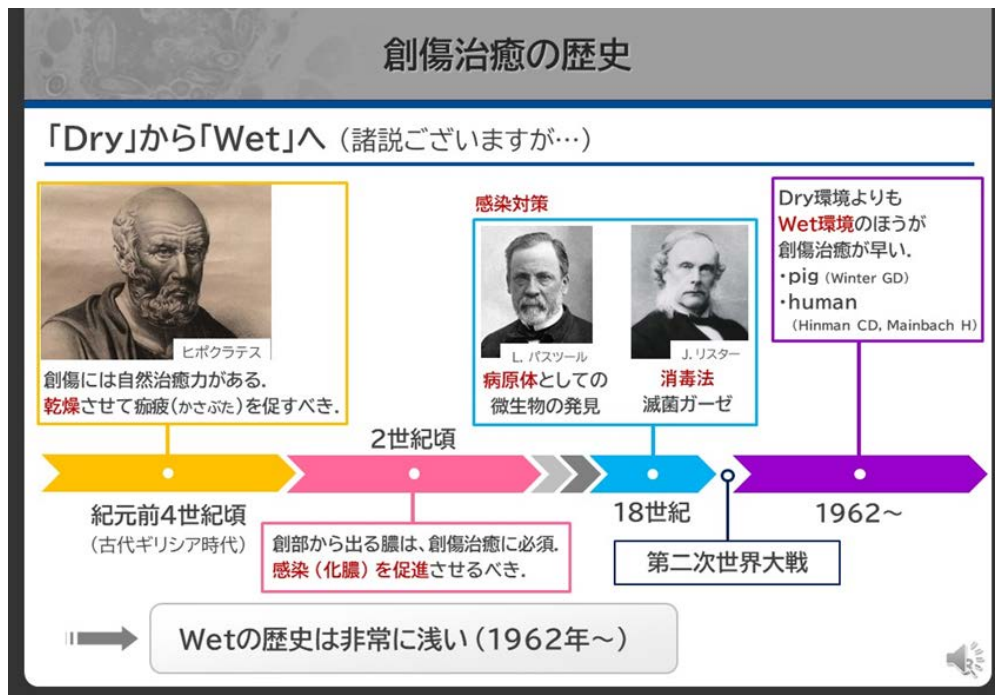 創傷治癒の歴史
「Dry」から「Wet」へ（諸説ございますが…）
ヒポクラテス
創傷には自然治癒力がある.
乾燥させて痂疲（かさぶた）を促すべき.
紀元前4世紀頃
（古代ギリシア時代）
2世紀頃
創部から出る膿は、創傷治癒に必須.
感染（化膿）を促進させるべき.
感染対策
L. パスツール
病原体としての
微生物の発見
J. リスター
消毒法
滅菌ガーゼ
18世紀
第二次世界大戦
Dry環境よりも
Wet環境のほうが
創傷治癒が早い.
・pig (Winter GD)
・human
(Hinman CD, Mainbach H)
1962～
Wetの歴史は非常に浅い（1962年～）